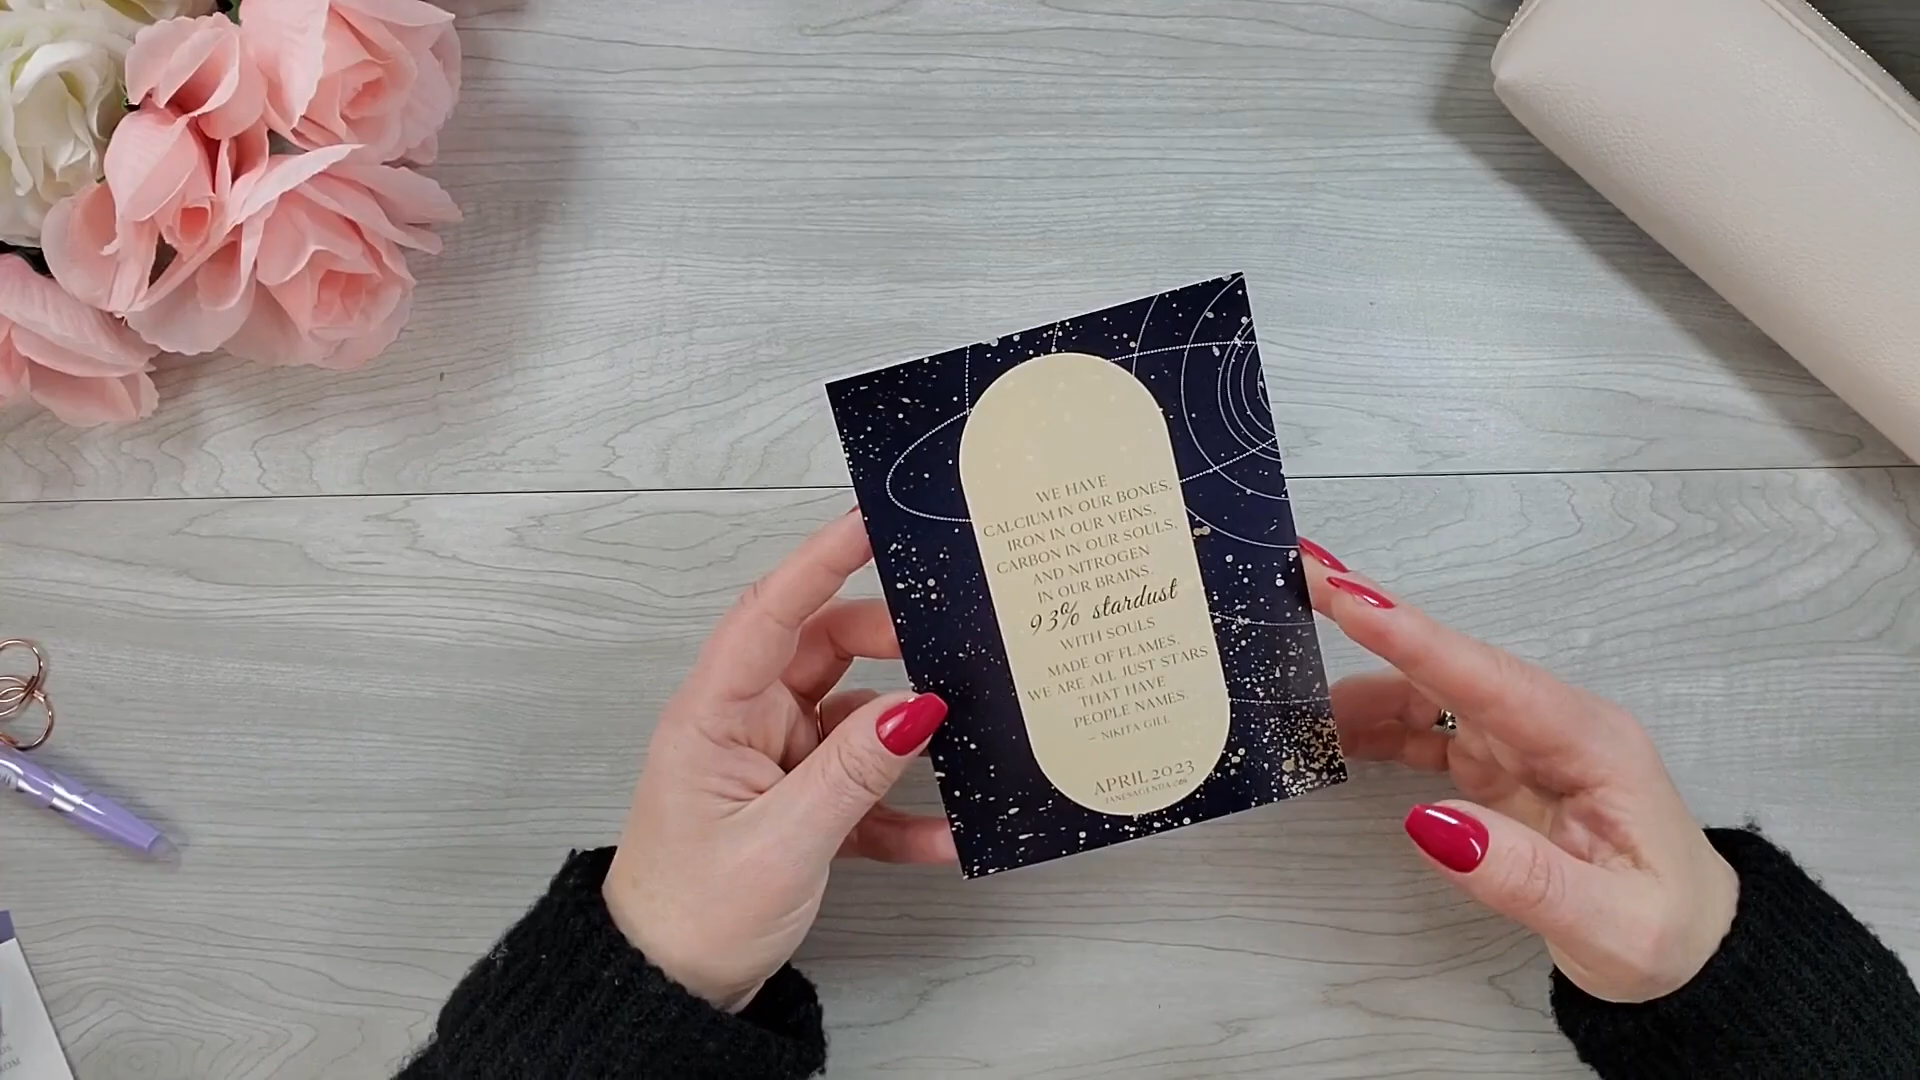 WE HAVE
CALCIUM IN OUR BONES,
IRON IN OUR VEINS,
CARBON IN OUR SOULS,
AND NITROGEN
IN OUR BRAINS.
93% stardust
WITH SOULS
MADE OF FLAMES,
WE ARE ALL JUST STARS
THAT HAVE
PEOPLE NAMES.
– NIKITA GILL
APRIL 2023
JANESAGENDA.COM